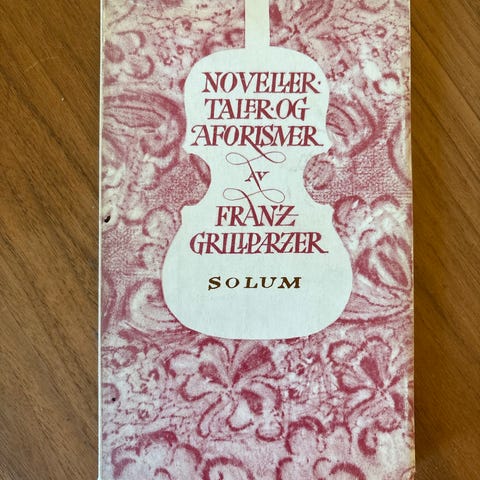 NOVELLER·
TALER·OG
AFORISMER
AV
FRANZ
GRILLPARZER
SOLUM